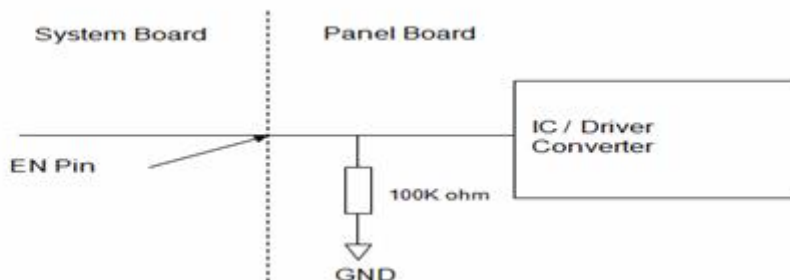 System Board
Panel Board
IC / Driver
Converter
EN Pin
100K ohm
GND